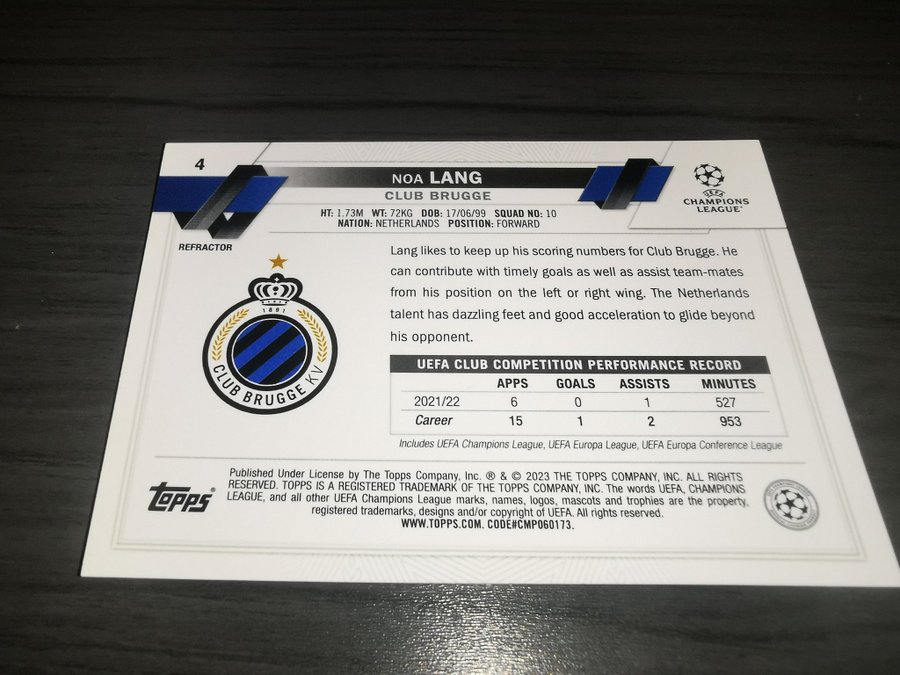 4
NOA LANG
CLUB BRUGGE
HT: 1.73M WT: 72KG DOB: 17/06/99 SQUAD NO: 10
NATION: NETHERLANDS POSITION: FORWARD
UEFA
CHAMPIONS
LEAGUE
REFRACTOR
1891
CLUB BRUGGE KV
Lang likes to keep up his scoring numbers for Club Brugge. He
can contribute with timely goals as well as assist team-mates
from his position on the left or right wing. The Netherlands
talent has dazzling feet and good acceleration to glide beyond
his opponent.
UEFA CLUB COMPETITION PERFORMANCE RECORD
APPS GOALS ASSISTS MINUTES
2021/22 6 0 1 527
Career 15 1 2 953
Includes UEFA Champions League, UEFA Europa League, UEFA Europa Conference League
Topps
Published Under License by The Topps Company, Inc. ® & © 2023 THE TOPPS COMPANY, INC. ALL RIGHTS
RESERVED. TOPPS IS A REGISTERED TRADEMARK OF THE TOPPS COMPANY, INC. The words UEFA, CHAMPIONS
LEAGUE, and all other UEFA Champions League marks, names, logos, mascots and trophies are the property,
registered trademarks, designs and/or copyright of UEFA. All rights reserved.
WWW.TOPPS.COM. CODE#CMP060173.